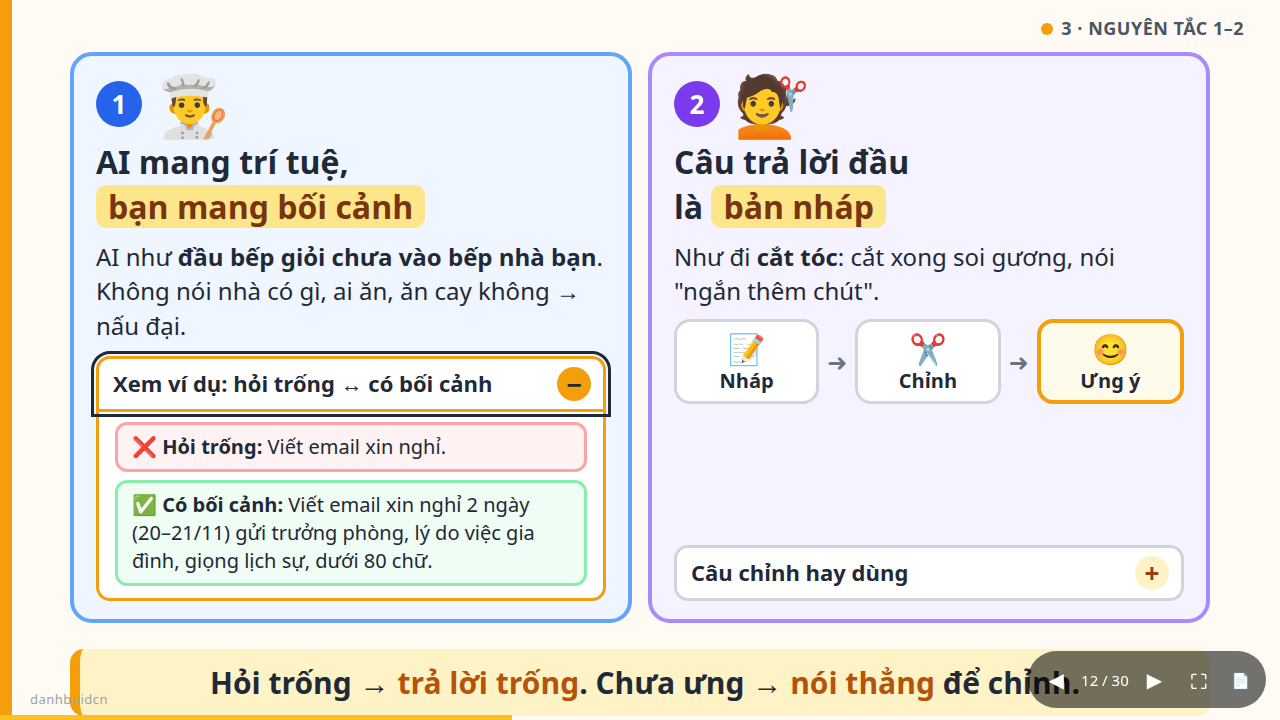 3 · NGUYÊN TẮC 1–2
1
AI mang trí tuệ,
bạn mang bối cảnh
AI như đầu bếp giỏi chưa vào bếp nhà bạn.
Không nói nhà có gì, ai ăn, ăn cay không →
nấu đại.
Xem ví dụ: hỏi trống ↔ có bối cảnh
−
❌ Hỏi trống: Viết email xin nghỉ.
✅ Có bối cảnh: Viết email xin nghỉ 2 ngày
(20–21/11) gửi trưởng phòng, lý do việc gia
đình, giọng lịch sự, dưới 80 chữ.
2
Câu trả lời đầu
là bản nháp
Như đi cắt tóc: cắt xong soi gương, nói
"ngắn thêm chút".
Nháp → Chỉnh → Ưng ý
Câu chỉnh hay dùng
+
Hỏi trống → trả lời trống. Chưa ưng → nói thẳng để chỉnh.
danhbuidcn
12 / 30